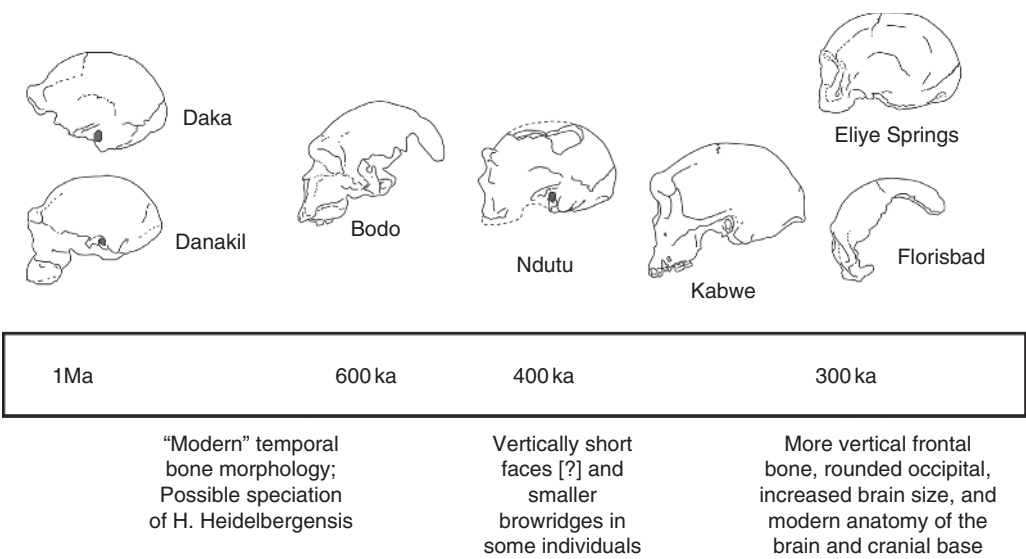 Daka
Danakil
Bodo
Ndutu
Kabwe
Eliye Springs
Florisbad
1Ma
600 ka
400 ka
300 ka
“Modern” temporal
bone morphology;
Possible speciation
of H. Heidelbergensis
Vertically short
faces [?] and
smaller
browridges in
some individuals
More vertical frontal
bone, rounded occipital,
increased brain size, and
modern anatomy of the
brain and cranial base